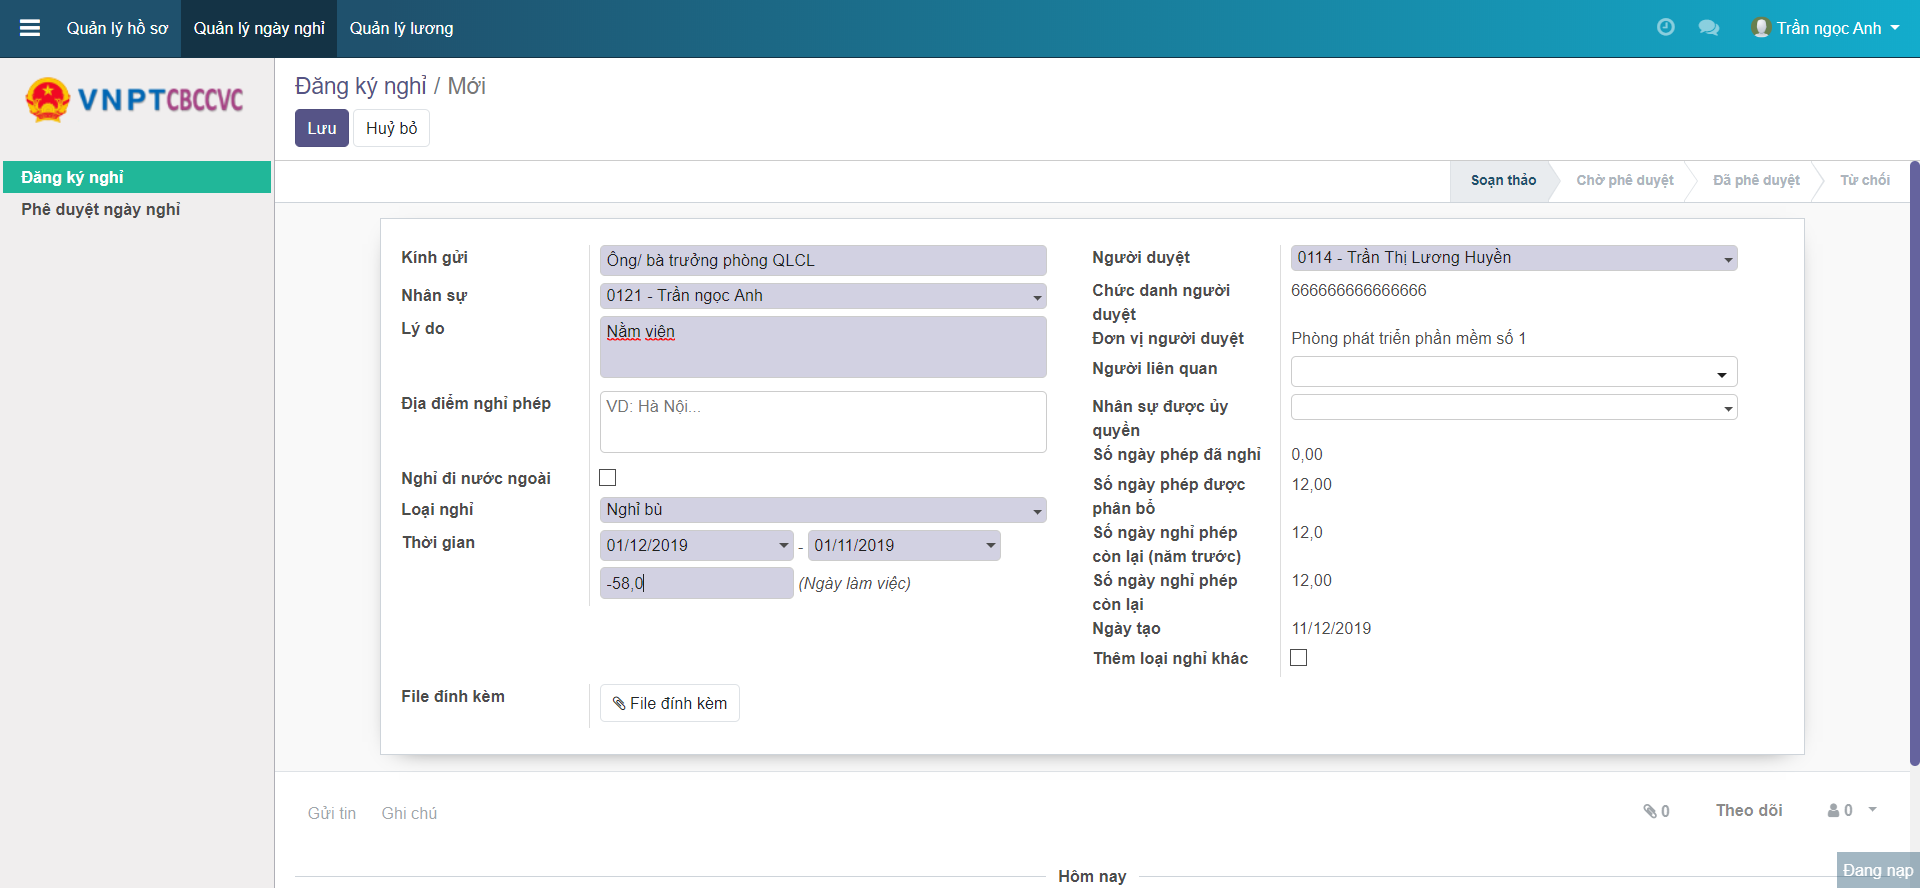 Quản lý hồ sơ
Quản lý ngày nghỉ
Quản lý lương
Trần ngọc Anh
VNPTCBCCVC
Đăng ký nghỉ
Phê duyệt ngày nghỉ
Đăng ký nghỉ / Mới
Lưu
Huỷ bỏ
Soạn thảo
Chờ phê duyệt
Đã phê duyệt
Từ chối
Kính gửi
Ông/ bà trưởng phòng QLCL
Nhân sự
0121 - Trần ngọc Anh
Lý do
Nằm viện
Địa điểm nghỉ phép
VD: Hà Nội...
Nghỉ đi nước ngoài
Loại nghỉ
Nghỉ bù
Thời gian
01/12/2019 - 01/11/2019
-58,0 (Ngày làm việc)
File đính kèm
File đính kèm
Người duyệt
0114 - Trần Thị Lương Huyền
Chức danh người
duyệt
666666666666666
Đơn vị người duyệt
Phòng phát triển phần mềm số 1
Người liên quan
Nhân sự được ủy
quyền
Số ngày phép đã nghỉ
0,00
Số ngày phép được
phân bổ
12,00
Số ngày nghỉ phép
còn lại (năm trước)
12,0
Số ngày nghỉ phép
còn lại
12,00
Ngày tạo
11/12/2019
Thêm loại nghỉ khác
Gửi tin
Ghi chú
0
Theo dõi
0
Hôm nay
Đang nạp